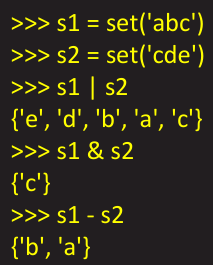 >>> s1 = set('abc')
>>> s2 = set('cde')
>>> s1 | s2
{'e', 'd', 'b', 'a', 'c'}
>>> s1 & s2
{'c'}
>>> s1 - s2
{'b', 'a'}